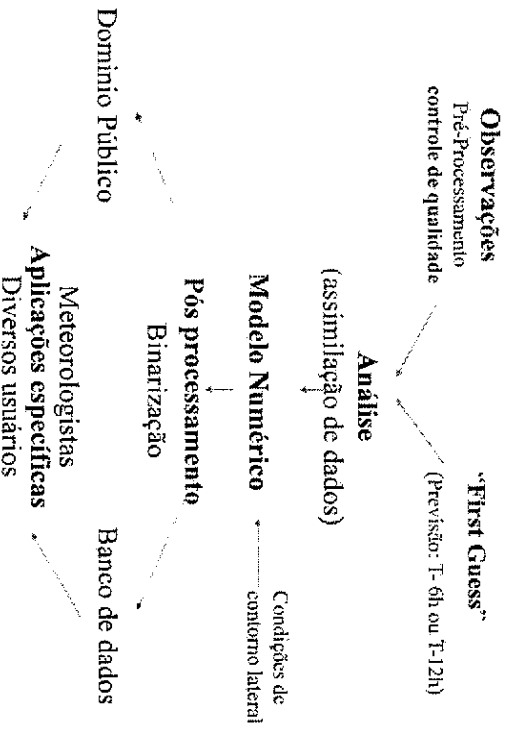 Observações
Pré-Processamento
controle de qualidade
"First Guess"
(Previsão: T- 6h ou T-12h)
Análise
(assimilação de dados)
Modelo Numérico
Condições de
contorno lateral
Pós processamento
Binarização
Dominio Público
Banco de dados
Meteorologistas
Aplicações específicas
Diversos usuários